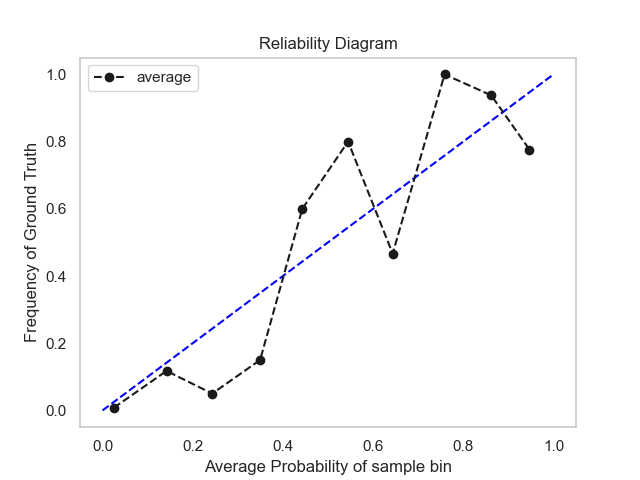 Reliability Diagram
average
Frequency of Ground Truth
1.0
0.8
0.6
0.4
0.2
0.0
0.0 0.2 0.4 0.6 0.8 1.0
Average Probability of sample bin